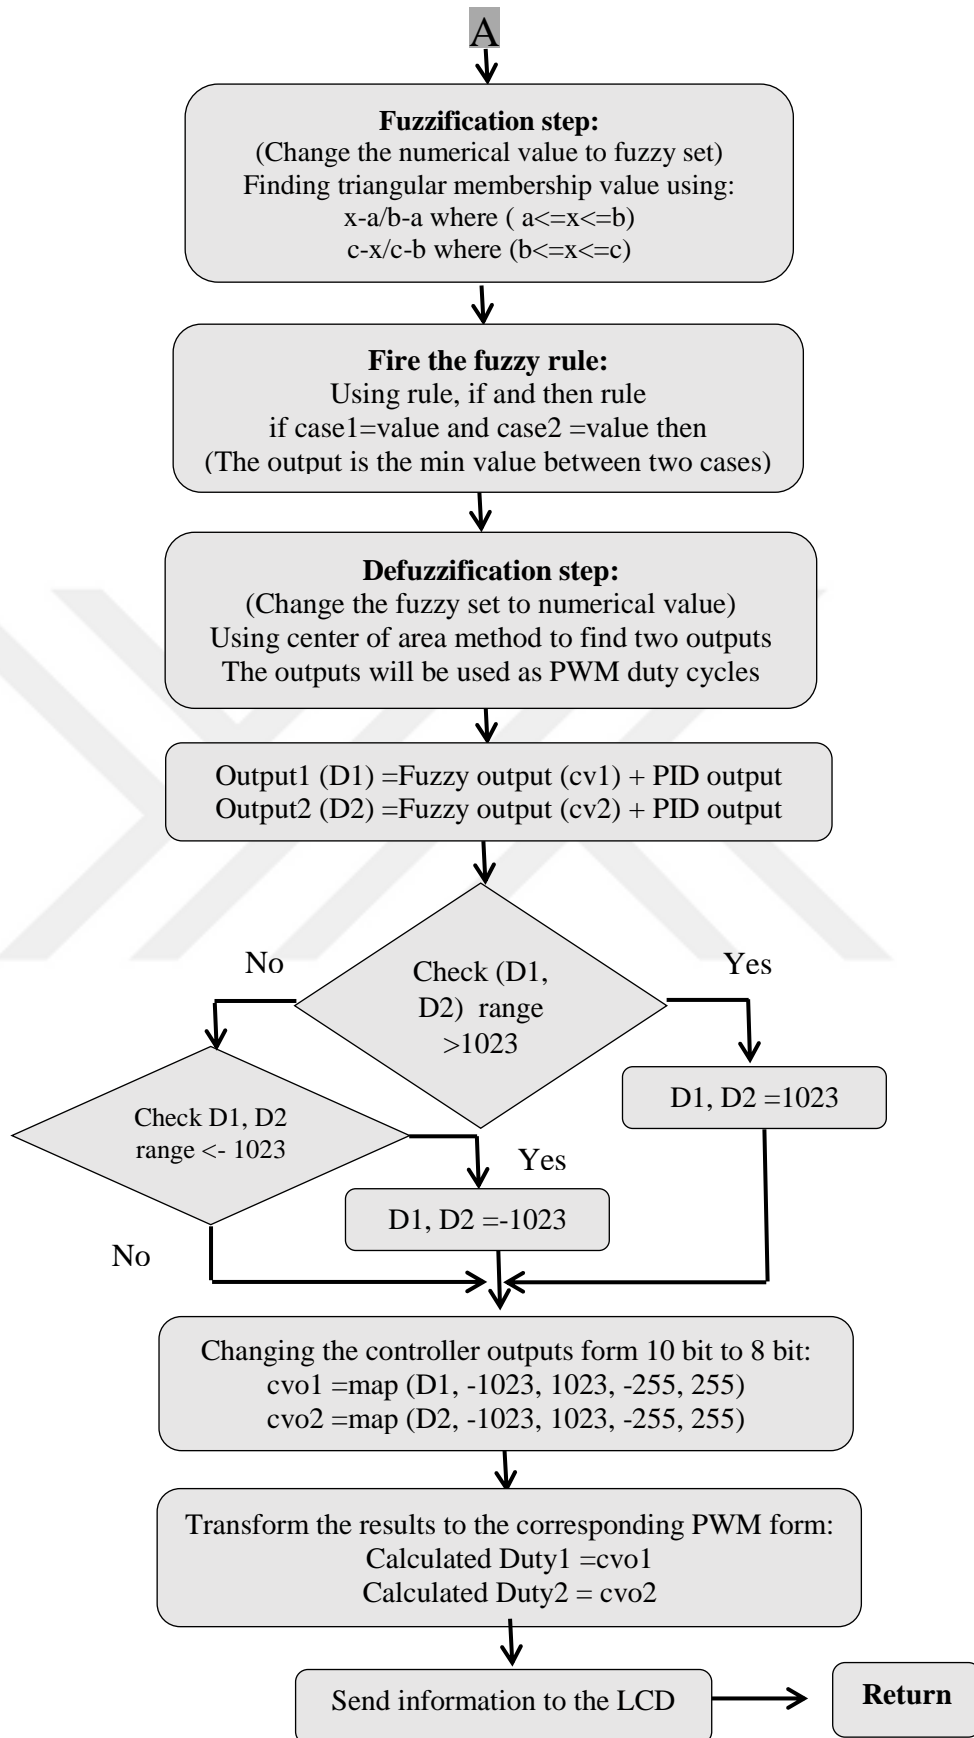 A
Fuzzification step:
(Change the numerical value to fuzzy set)
Finding triangular membership value using:
x-a/b-a where ( a<=x<=b)
c-x/c-b where (b<=x<=c)
Fire the fuzzy rule:
Using rule, if and then rule
if case1=value and case2 =value then
(The output is the min value between two cases)
Defuzzification step:
(Change the fuzzy set to numerical value)
Using center of area method to find two outputs
The outputs will be used as PWM duty cycles
Output1 (D1) =Fuzzy output (cv1) + PID output
Output2 (D2) =Fuzzy output (cv2) + PID output
No
Yes
Check (D1,
D2) range
>1023
D1, D2 =1023
Check D1, D2
range <- 1023
Yes
D1, D2 =-1023
No
Changing the controller outputs form 10 bit to 8 bit:
cvo1 =map (D1, -1023, 1023, -255, 255)
cvo2 =map (D2, -1023, 1023, -255, 255)
Transform the results to the corresponding PWM form:
Calculated Duty1 =cvo1
Calculated Duty2 = cvo2
Send information to the LCD
Return